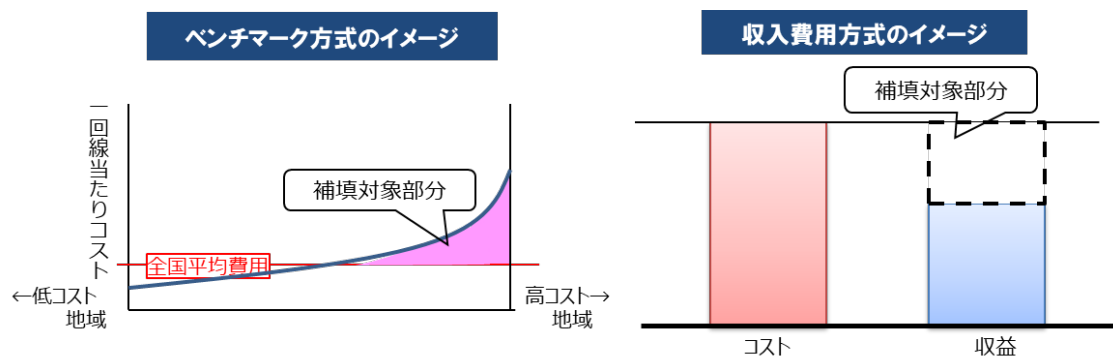 ベンチマーク方式のイメージ
一回線当たりコスト
補填対象部分
全国平均費用
←低コスト
地域
高コスト→
地域
収入費用方式のイメージ
補填対象部分
コスト
収益